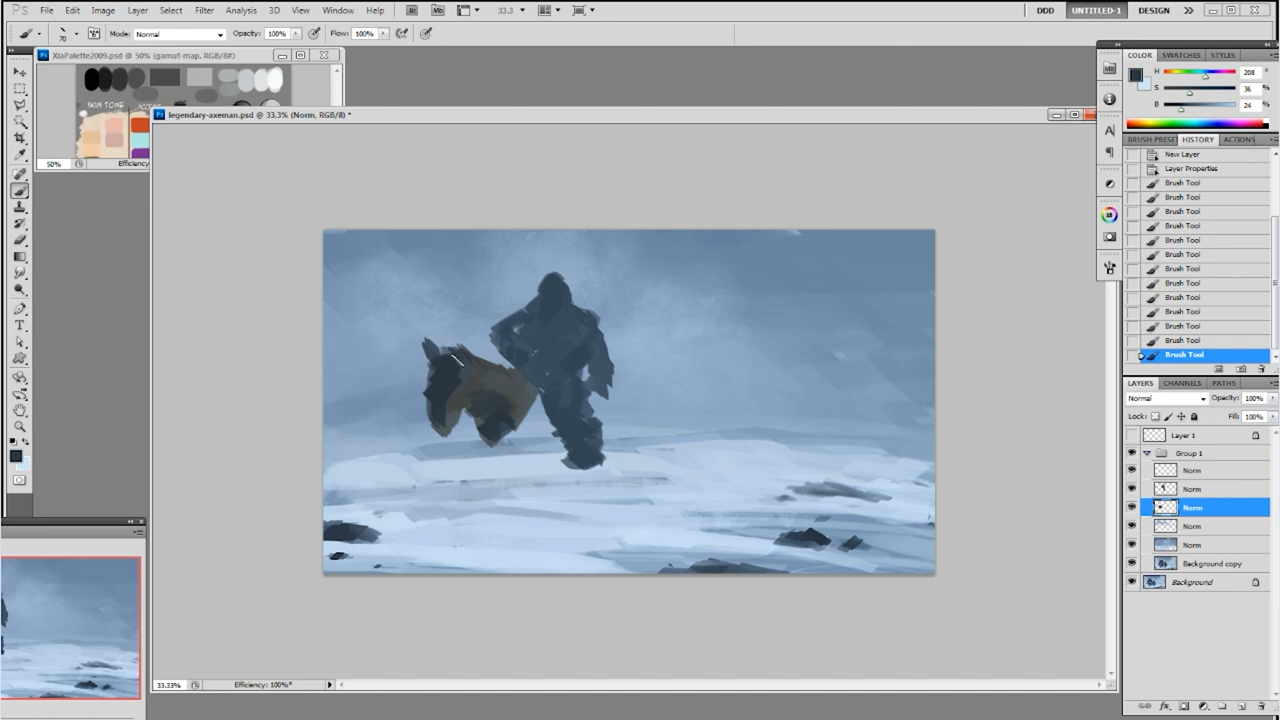 PS File Edit Image Layer Select Filter Analysis 3D View Window Help Br Mb 33.3 DDD UNTITLED-1 DESIGN
70 Mode: Normal Opacity: 100% Flow: 100%
XiaPalette2009.psd @ 50% (gamut-map, RGB/8#)
SKIN TONE
50% Efficiency
legendary-axeman.psd @ 33.3% (Norm, RGB/8) *
33.33% Efficiency: 100%*
Mb
COLOR SWATCHES STYLES
H 208 °
S 36 %
B 24 %
BRUSH PRESET HISTORY ACTIONS
New Layer
Layer Properties
Brush Tool
Brush Tool
Brush Tool
Brush Tool
Brush Tool
Brush Tool
Brush Tool
Brush Tool
Brush Tool
Brush Tool
Brush Tool
Brush Tool
Brush Tool
LAYERS CHANNELS PATHS
Normal Opacity: 100%
Lock: Fill: 100%
Layer 1
Group 1
Norm
Norm
Norm
Norm
Norm
Background copy
Background